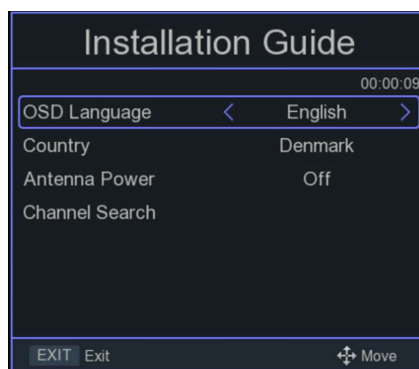 Installation Guide
00:00:09
OSD Language < English >
Country Denmark
Antenna Power Off
Channel Search
EXIT Exit Move